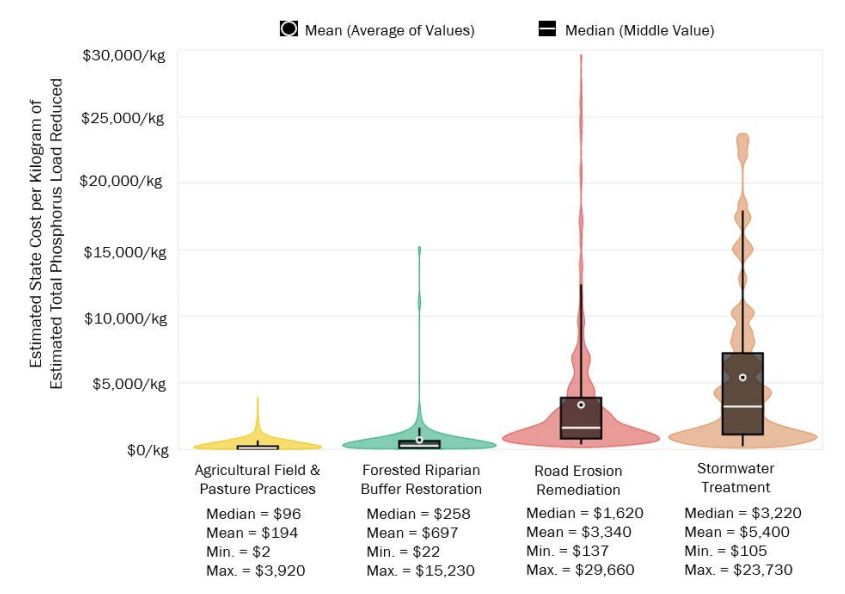 Mean (Average of Values) Median (Middle Value)
Estimated State Cost per Kilogram of
Estimated Total Phosphorus Load Reduced
$30,000/kg
$25,000/kg
$20,000/kg
$15,000/kg
$10,000/kg
$5,000/kg
$0/kg
Agricultural Field &
Pasture Practices
Median = $96
Mean = $194
Min. = $2
Max. = $3,920
Forested Riparian
Buffer Restoration
Median = $258
Mean = $697
Min. = $22
Max. = $15,230
Road Erosion
Remediation
Median = $1,620
Mean = $3,340
Min. = $137
Max. = $29,660
Stormwater
Treatment
Median = $3,220
Mean = $5,400
Min. = $105
Max. = $23,730